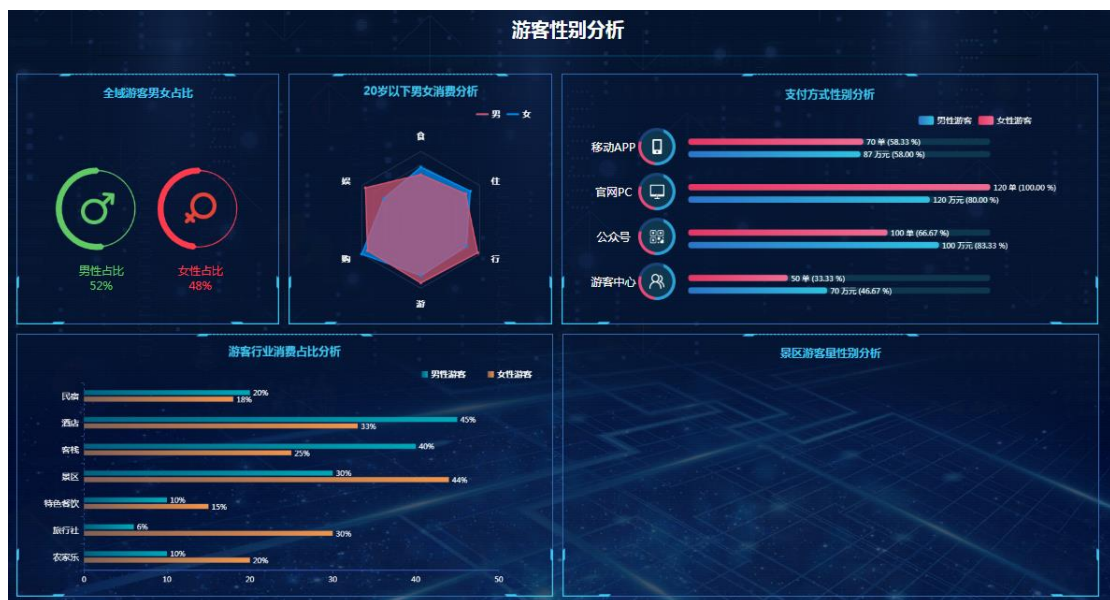 游客性别分析
全域游客男女占比
男性占比
52%
女性占比
48%
20岁以下男女消费分析
男 女
食
娱 住
购 行
游
支付方式性别分析
男性游客 女性游客
移动APP
70 单 (58.33 %)
87 万元 (58.00 %)
官网PC
120 单 (100.00 %)
120 万元 (80.00 %)
公众号
100 单 (66.67 %)
100 万元 (83.33 %)
游客中心
50 单 (33.33 %)
70 万元 (46.67 %)
游客行业消费占比分析
男性游客 女性游客
民宿
20%
18%
酒店
45%
33%
客栈
40%
25%
景区
30%
44%
特色餐饮
10%
15%
旅行社
6%
30%
农家乐
10%
20%
0 10 20 30 40 50
景区游客量性别分析